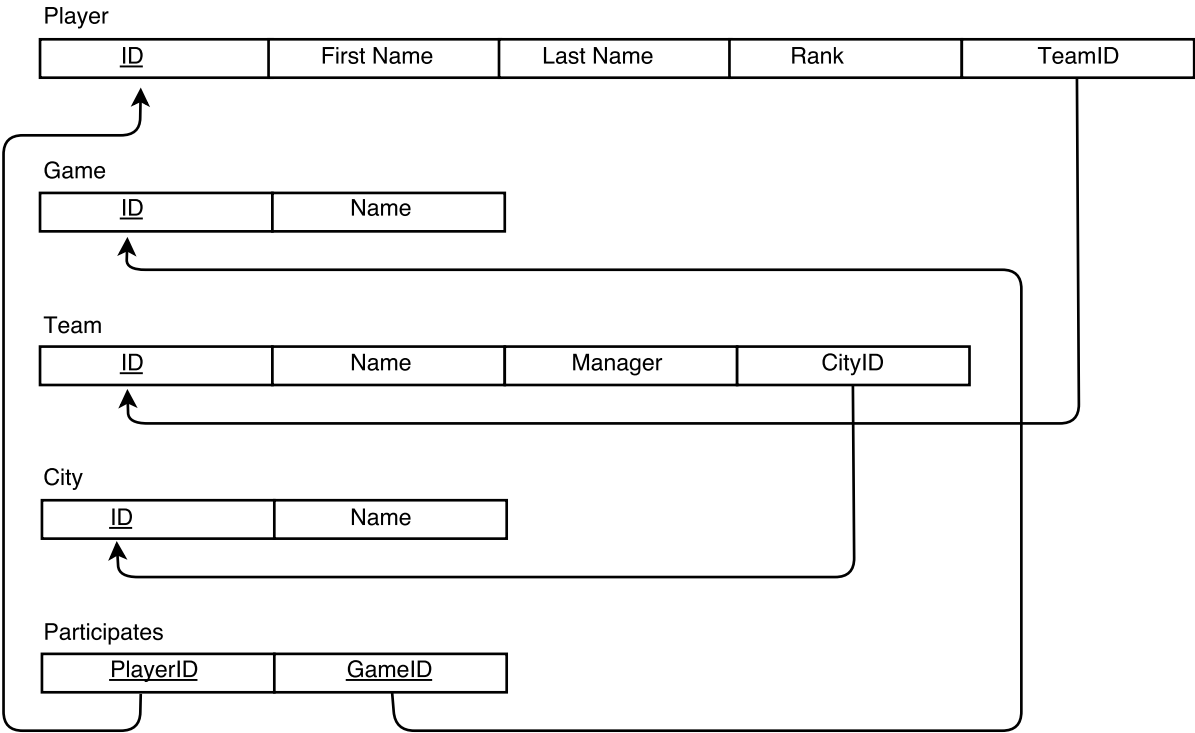 Player
ID First Name Last Name Rank TeamID
Game
ID Name
Team
ID Name Manager CityID
City
ID Name
Participates
PlayerID GameID